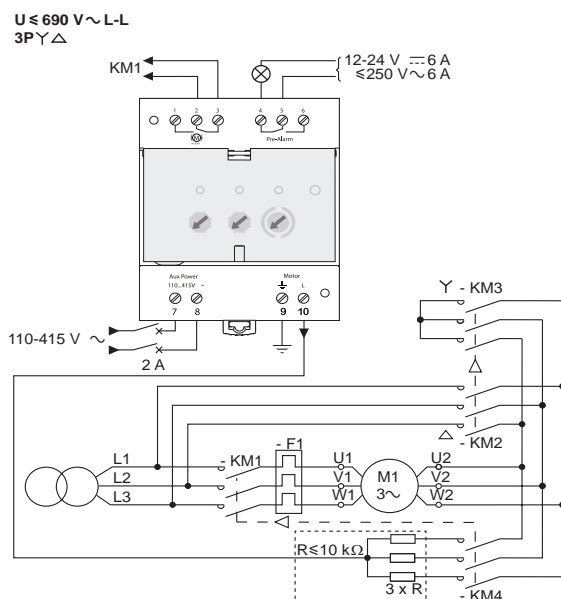 U ≤ 690 V ~ L-L
3P Y △
KM1
12-24 V ⎓ 6 A
≤250 V ~ 6 A
1 2 3 4 5 6
M
Pre-Alarm
Aux Power
110...415V ~
Motor
L
7 8 9 10
110-415 V ~
2 A
Y - KM3
△
△ - KM2
L1
L2
L3
- KM1
- F1
U1
V1
W1
M1
3~
U2
V2
W2
R≤10 kΩ
3 x R
- KM4